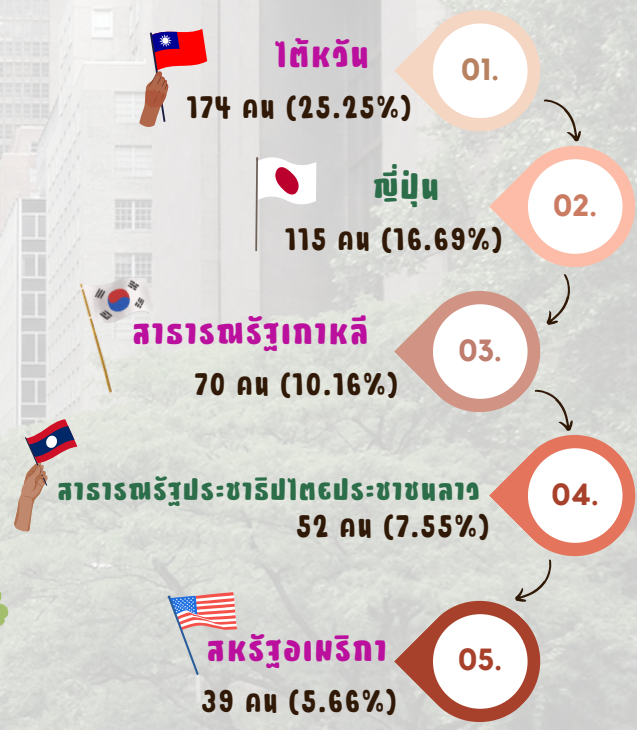 ไต้หวัน
01.
174 คน (25.25%)
ญี่ปุ่น
02.
115 คน (16.69%)
สาธารณรัฐเกาหลี
03.
70 คน (10.16%)
สาธารณรัฐประชาธิปไตยประชาชนลาว
04.
52 คน (7.55%)
สหรัฐอเมริกา
05.
39 คน (5.66%)